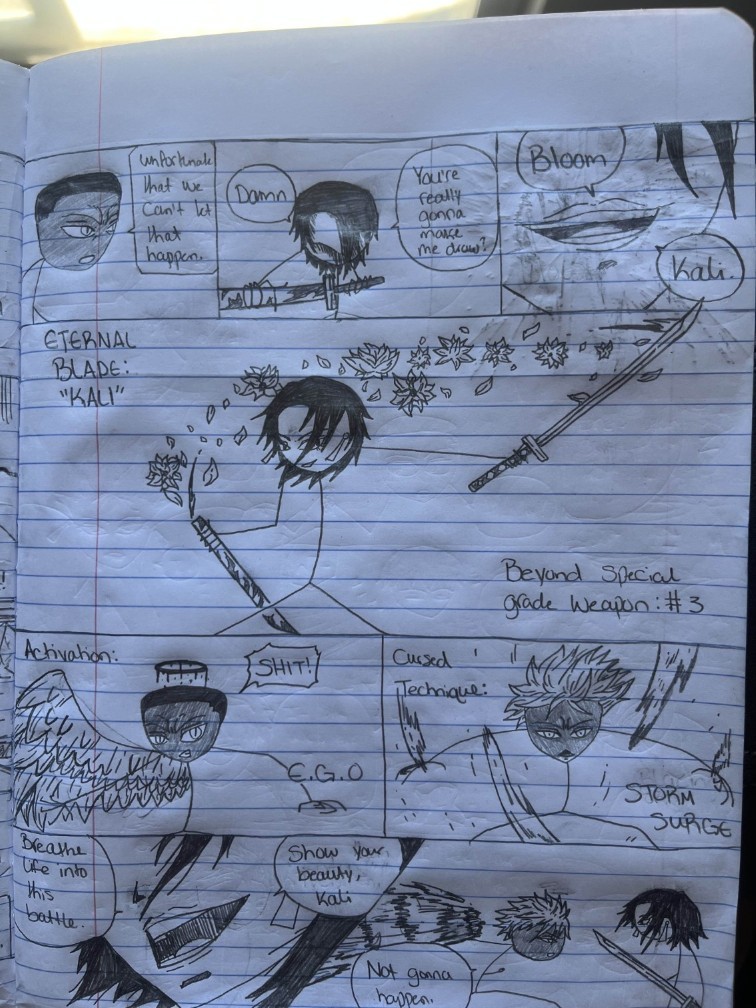 unfortunate
that we
can't let
that
happen.
Damn
You're
really
gonna
make
me draw?
Bloom
Kali.
ETERNAL
BLADE:
"KALI"
Beyond Special
grade Weapon: #3
Activation:
SHIT!
E.G.O
Cursed
Technique:
STORM
SURGE
Breathe
life into
this
battle.
Show your
beauty,
Kali
Not gonna
happen.